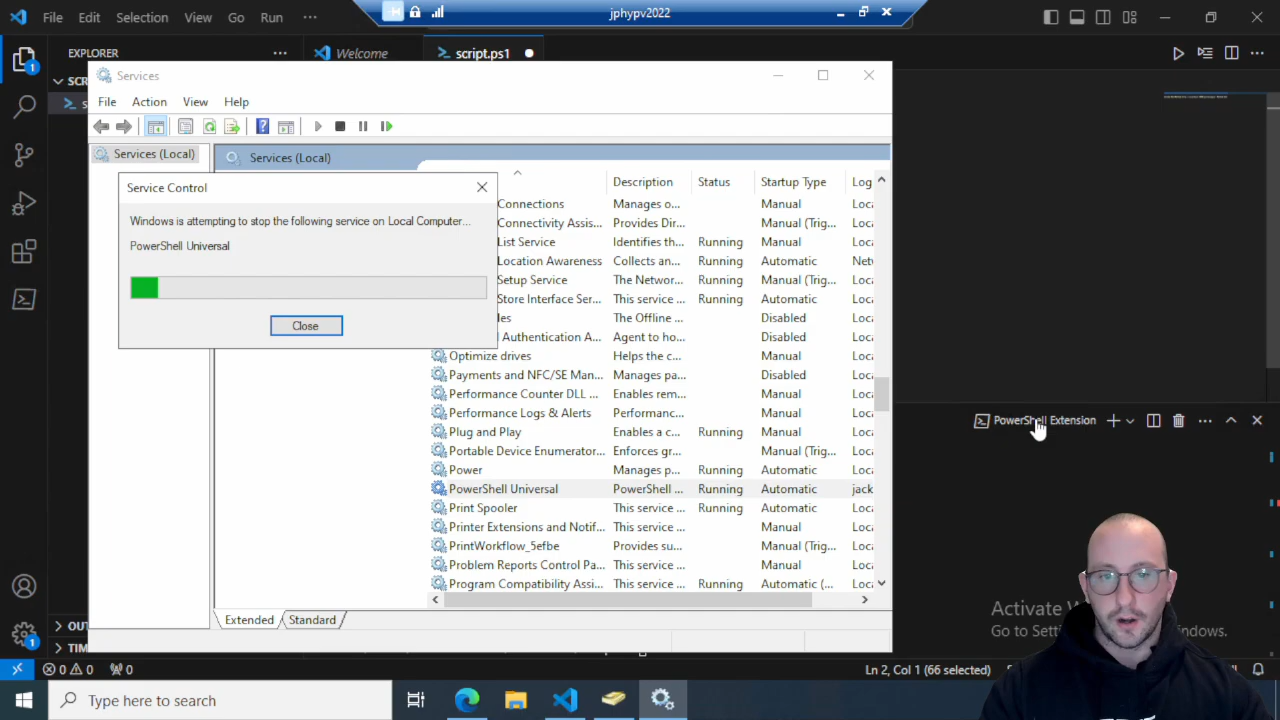 File Edit Selection View Go Run ···
jphypv2022
EXPLORER ···
Welcome
script.ps1
SCR
s
Services
File Action View Help
Services (Local)
Services (Local)
Description Status Startup Type Log
Connections Manages o... Manual Loca
Connectivity Assis... Provides Dir... Manual (Trig... Loca
List Service Identifies th... Running Manual Loca
Location Awareness Collects an... Running Automatic Net
Setup Service The Networ... Running Manual (Trig... Loca
Store Interface Ser... This service ... Running Automatic Loca
les The Offline ... Disabled Loca
Authentication A... Agent to ho... Disabled Loca
Optimize drives Helps the c... Manual Loca
Payments and NFC/SE Man... Manages pa... Disabled Loca
Performance Counter DLL ... Enables rem... Manual Loca
Performance Logs & Alerts Performanc... Manual Loca
Plug and Play Enables a c... Running Manual Loca
Portable Device Enumerator... Enforces gr... Manual (Trig... Loca
Power Manages p... Running Automatic Loca
PowerShell Universal PowerShell ... Running Automatic jack
Print Spooler This service ... Running Automatic Loca
Printer Extensions and Notif... This service ... Manual Loca
PrintWorkflow_5efbe Provides su... Manual (Trig... Loca
Problem Reports Control Pa... This service ... Manual Loca
Program Compatibility Assi... This service ... Running Automatic (... Loca
Extended Standard
Service Control
Windows is attempting to stop the following service on Local Computer...
PowerShell Universal
Close
PowerShell Extension
OUT
TIM
0 0 0
Ln 2, Col 1 (66 selected)
Go to Sett
indows.
Type here to search